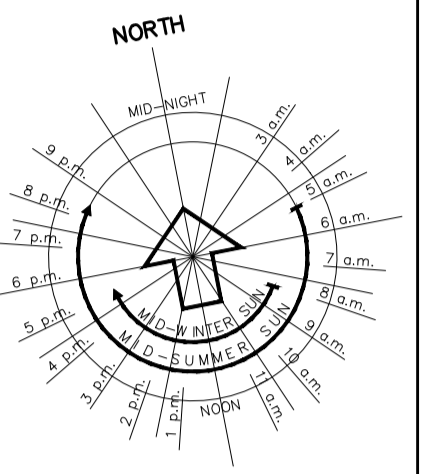 NORTH
MID-NIGHT
3 a.m.
4 a.m.
5 a.m.
6 a.m.
7 a.m.
8 a.m.
9 a.m.
10 a.m.
11 a.m.
NOON
1 p.m.
2 p.m.
3 p.m.
4 p.m.
5 p.m.
6 p.m.
7 p.m.
8 p.m.
9 p.m.
MID-WINTER SUN
MID-SUMMER SUN